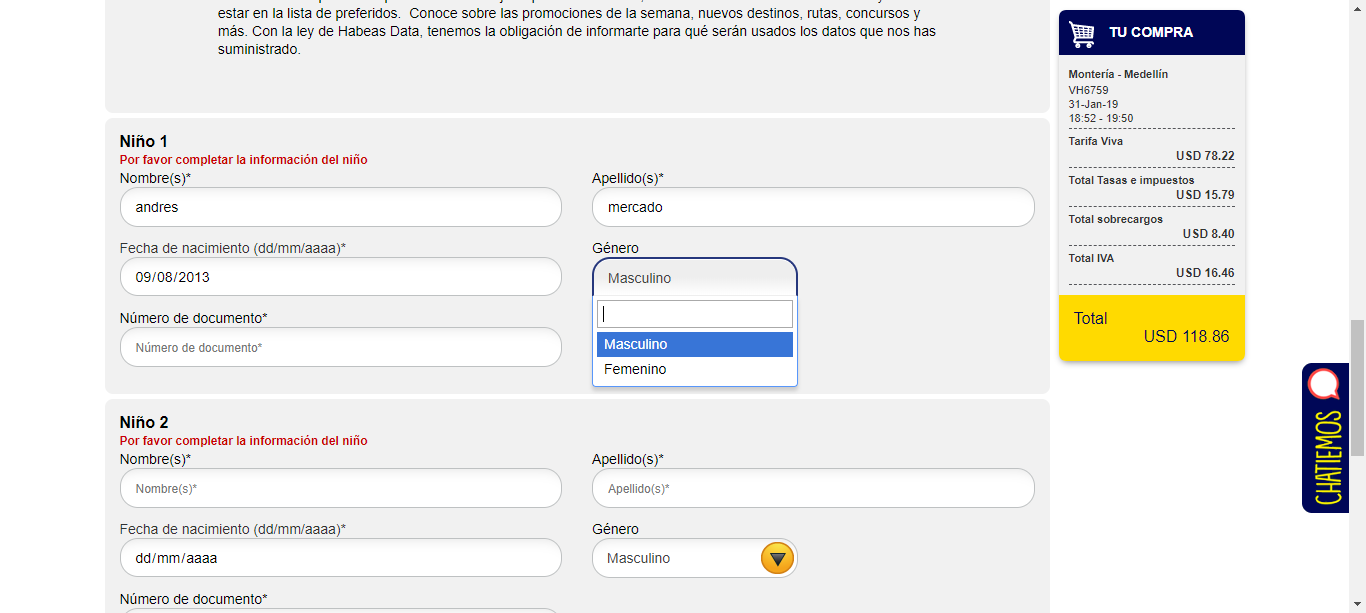 estar en la lista de preferidos. Conoce sobre las promociones de la semana, nuevos destinos, rutas, concursos y
más. Con la ley de Habeas Data, tenemos la obligación de informarte para qué serán usados los datos que nos has
suministrado.
Niño 1
Por favor completar la información del niño
Nombre(s)*
Apellido(s)*
andres
mercado
Fecha de nacimiento (dd/mm/aaaa)*
Género
09/08/2013
Masculino
Masculino
Femenino
Número de documento*
Número de documento*
Niño 2
Por favor completar la información del niño
Nombre(s)*
Apellido(s)*
Nombre(s)*
Apellido(s)*
Fecha de nacimiento (dd/mm/aaaa)*
Género
dd/mm/aaaa
Masculino
Número de documento*
TU COMPRA
Montería - Medellín
VH6759
31-Jan-19
18:52 - 19:50
Tarifa Viva
USD 78.22
Total Tasas e impuestos
USD 15.79
Total sobrecargos
USD 8.40
Total IVA
USD 16.46
Total
USD 118.86
CHATIEMOS